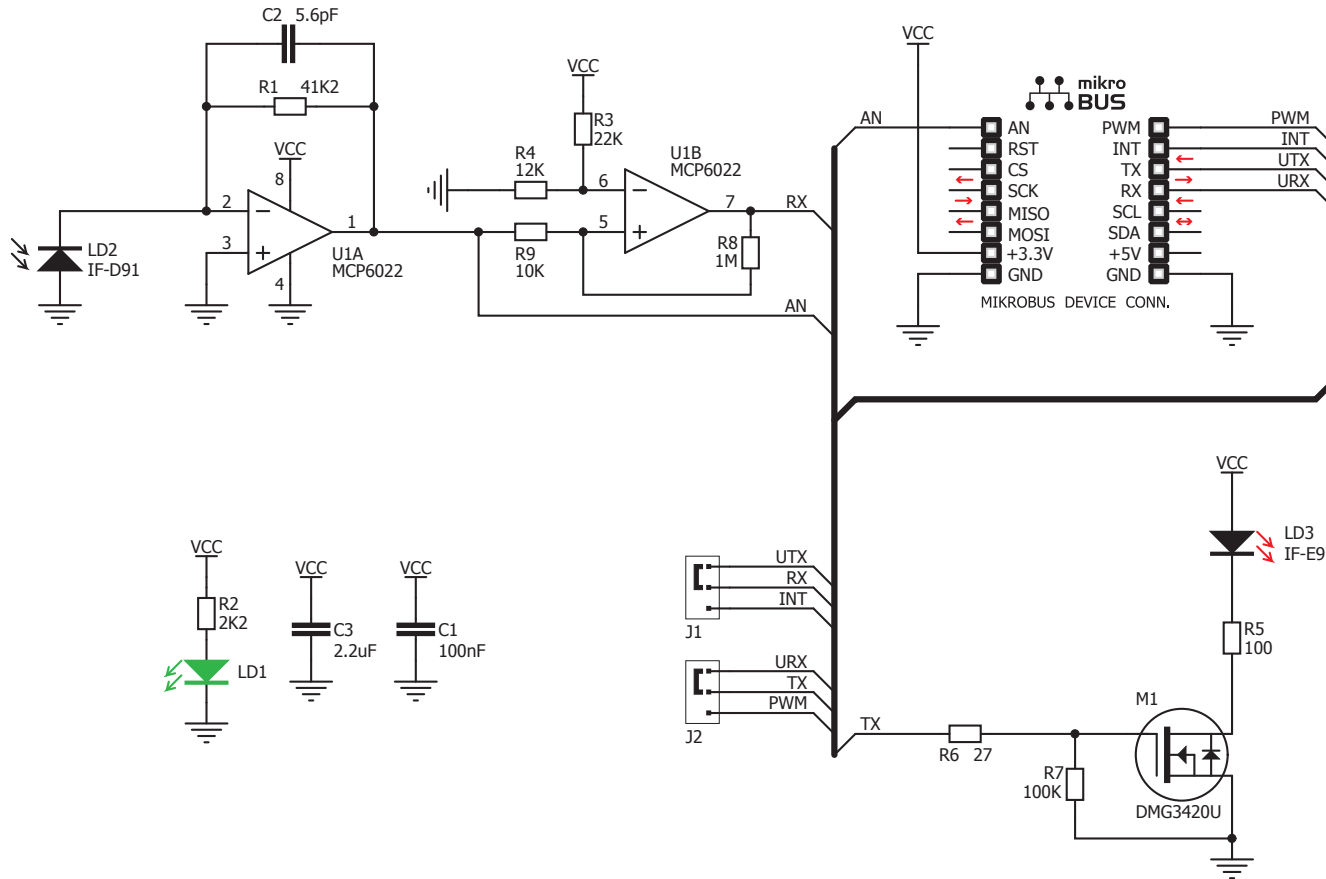 C2 5.6pF
R1 41K2
VCC
8
2
3
1
4
LD2
IF-D91
U1A
MCP6022
VCC
R3
22K
R4
12K
6
5
7
U1B
MCP6022
R9
10K
R8
1M
RX
AN
VCC
AN
mikro
BUS
AN
RST
CS
SCK
MISO
MOSI
+3.3V
GND
PWM
INT
TX
RX
SCL
SDA
+5V
GND
PWM
INT
UTX
URX
MIKROBUS DEVICE CONN.
VCC
R2
2K2
LD1
VCC
C3
2.2uF
VCC
C1
100nF
UTX
RX
INT
J1
URX
TX
PWM
J2
VCC
LD3
IF-E9
R5
100
M1
TX
R6 27
R7
100K
DMG3420U